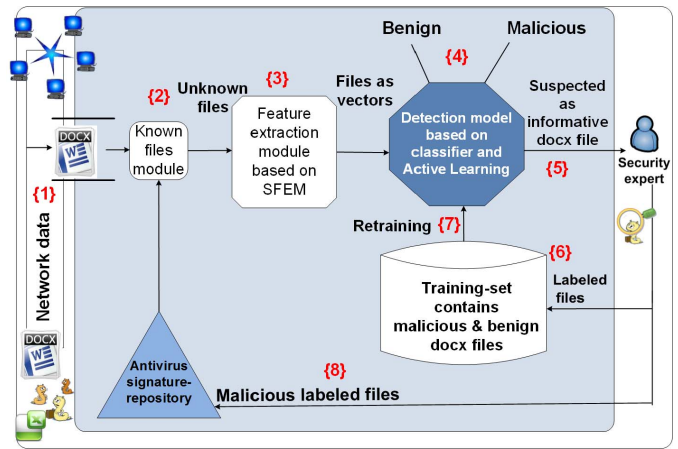 Benign
Malicious
{4}
{3}
{2}
Unknown
files
Files as
vectors
Suspected
as
informative
docx file
{5}
DOCX
W
Known
files
module
Feature
extraction
module
based on
SFEM
Detection model
based on
classifier and
Active Learning
Security
expert
{1}
Network data
Retraining
{7}
{6}
Training-set
contains
malicious & benign
docx files
Labeled
files
DOCX
W
Antivirus
signature-
repository
{8}
Malicious labeled files
X